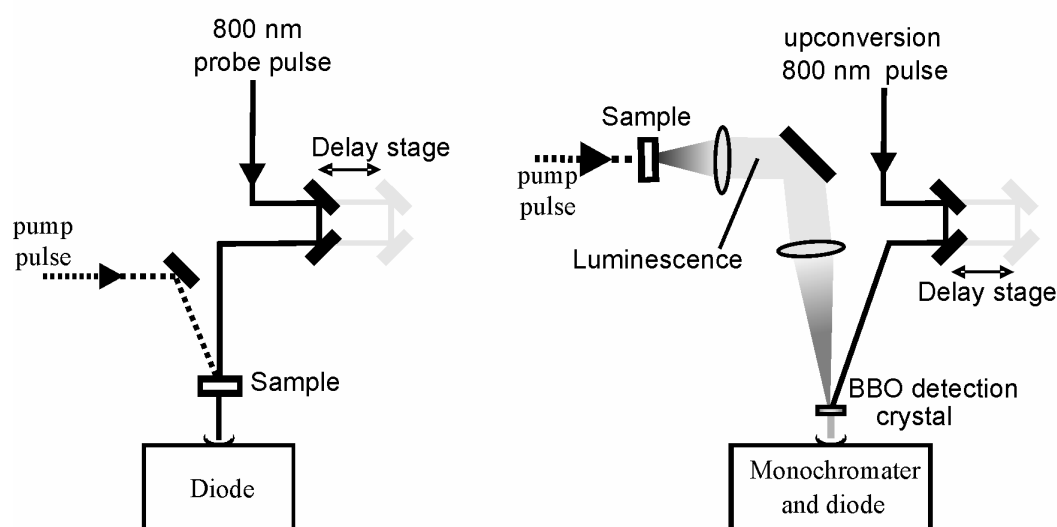 800 nm
probe pulse
Delay stage
pump
pulse
Sample
Diode
upconversion
800 nm pulse
Sample
pump
pulse
Luminescence
Delay stage
BBO detection
crystal
Monochromater
and diode